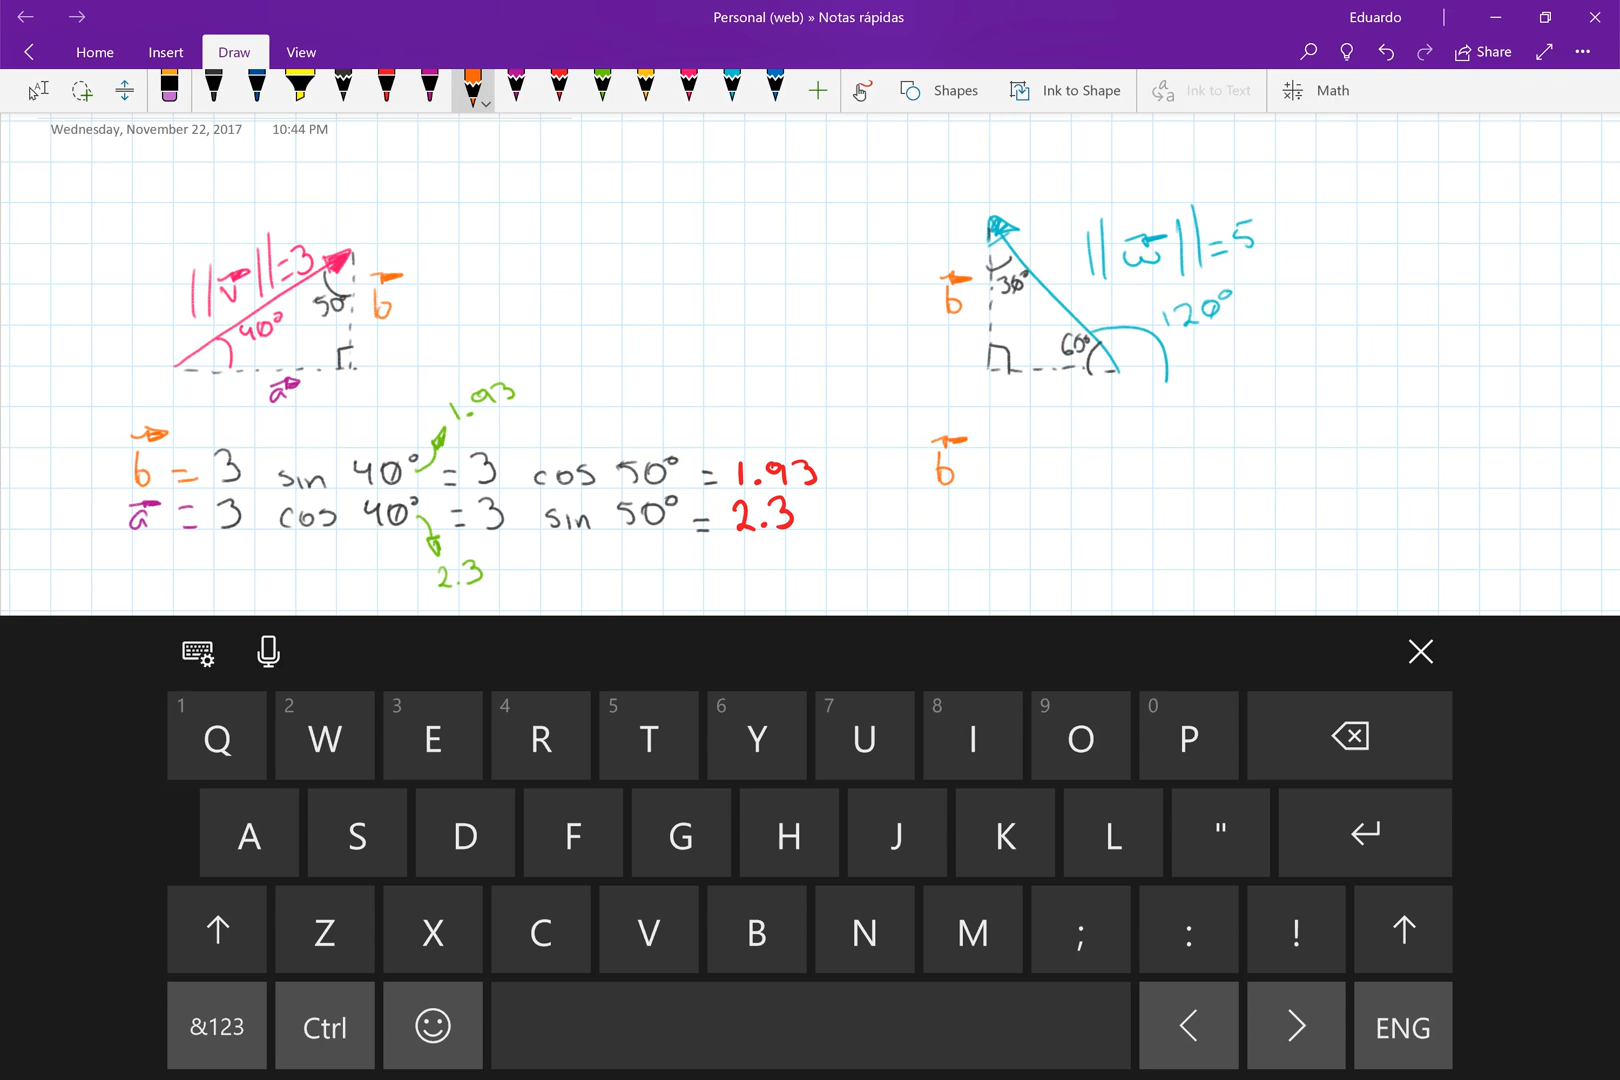 Personal (web) » Notas rápidas
Eduardo
Home Insert Draw View
Share
Shapes Ink to Shape Ink to Text Math
Wednesday, November 22, 2017 10:44 PM
||v⃗||=3
40°
50°
b⃗
a⃗
||w⃗||=5
b⃗
30°
60°
120°
1.93
b⃗ = 3 sin 40° = 3 cos 50° = 1.93
a⃗ = 3 cos 40° = 3 sin 50° = 2.3
2.3
b⃗
1 Q 2 W 3 E 4 R 5 T 6 Y 7 U 8 I 9 O 0 P
A S D F G H J K L "
Z X C V B N M ; : !
&123 Ctrl ENG